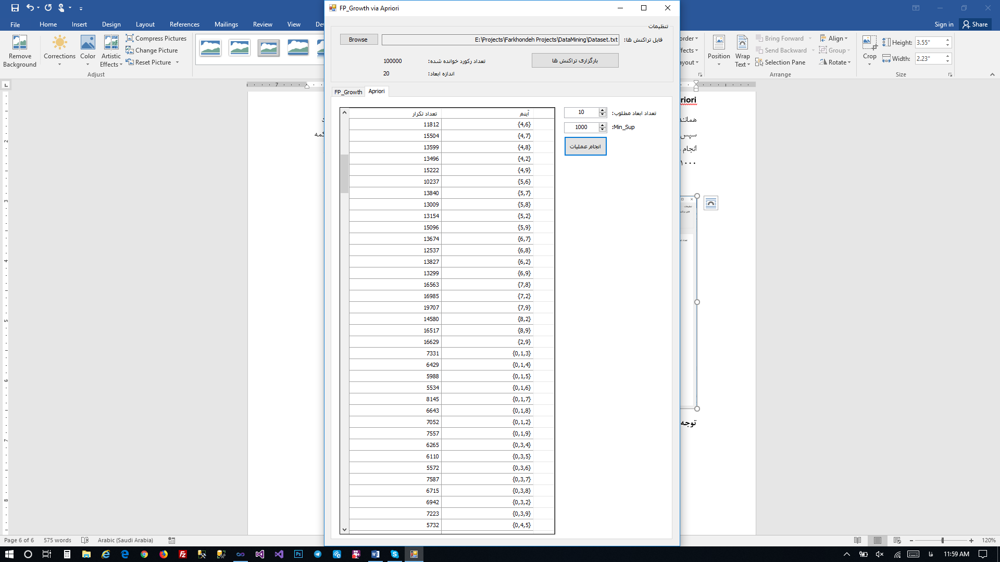 FP_Growth via Apriori
File Home Insert Design Layout References Mailings Review View De
Sign in Share
Remove Background
Corrections
Color
Artistic Effects
Compress Pictures
Change Picture
Reset Picture
Adjust
Position
Wrap Text
Bring Forward
Send Backward
Selection Pane
Align
Group
Rotate
Arrange
Crop
Height: 3.55"
Width: 2.23"
Size
تنظیمات
فایل تراکنش ها: E:\Projects\Farkhondeh Projects\DataMining\Dataset.txt Browse
بارگزاری تراکنش ها
تعداد رکورد خوانده شده: 100000
اندازه ابعاد: 20
FP_Growth Apriori
تعداد ابعاد مطلوب: 10
Min_Sup: 1000
انجام عملیات
آیتم تعداد تکرار
{4,6} 11812
{4,7} 15504
{4,8} 13599
{4,2} 13496
{4,9} 15222
{5,6} 10237
{5,7} 13840
{5,8} 13009
{5,2} 13154
{5,9} 15096
{6,7} 13674
{6,8} 12537
{6,2} 13827
{6,9} 13299
{7,8} 16563
{7,2} 16985
{7,9} 19707
{8,2} 14580
{8,9} 16517
{2,9} 16629
{0,1,3} 7331
{0,1,4} 6429
{0,1,5} 5988
{0,1,6} 5534
{0,1,7} 8145
{0,1,8} 6643
{0,1,2} 7052
{0,1,9} 7557
{0,3,4} 6265
{0,3,5} 6110
{0,3,6} 5572
{0,3,7} 7587
{0,3,8} 6715
{0,3,2} 6942
{0,3,9} 7223
{0,4,5} 5732
riori
همانند
سپس
انجام
۱۰۰۰
توجه
Page 6 of 6 575 words Arabic (Saudi Arabia) 120%
فا 11:59 AM